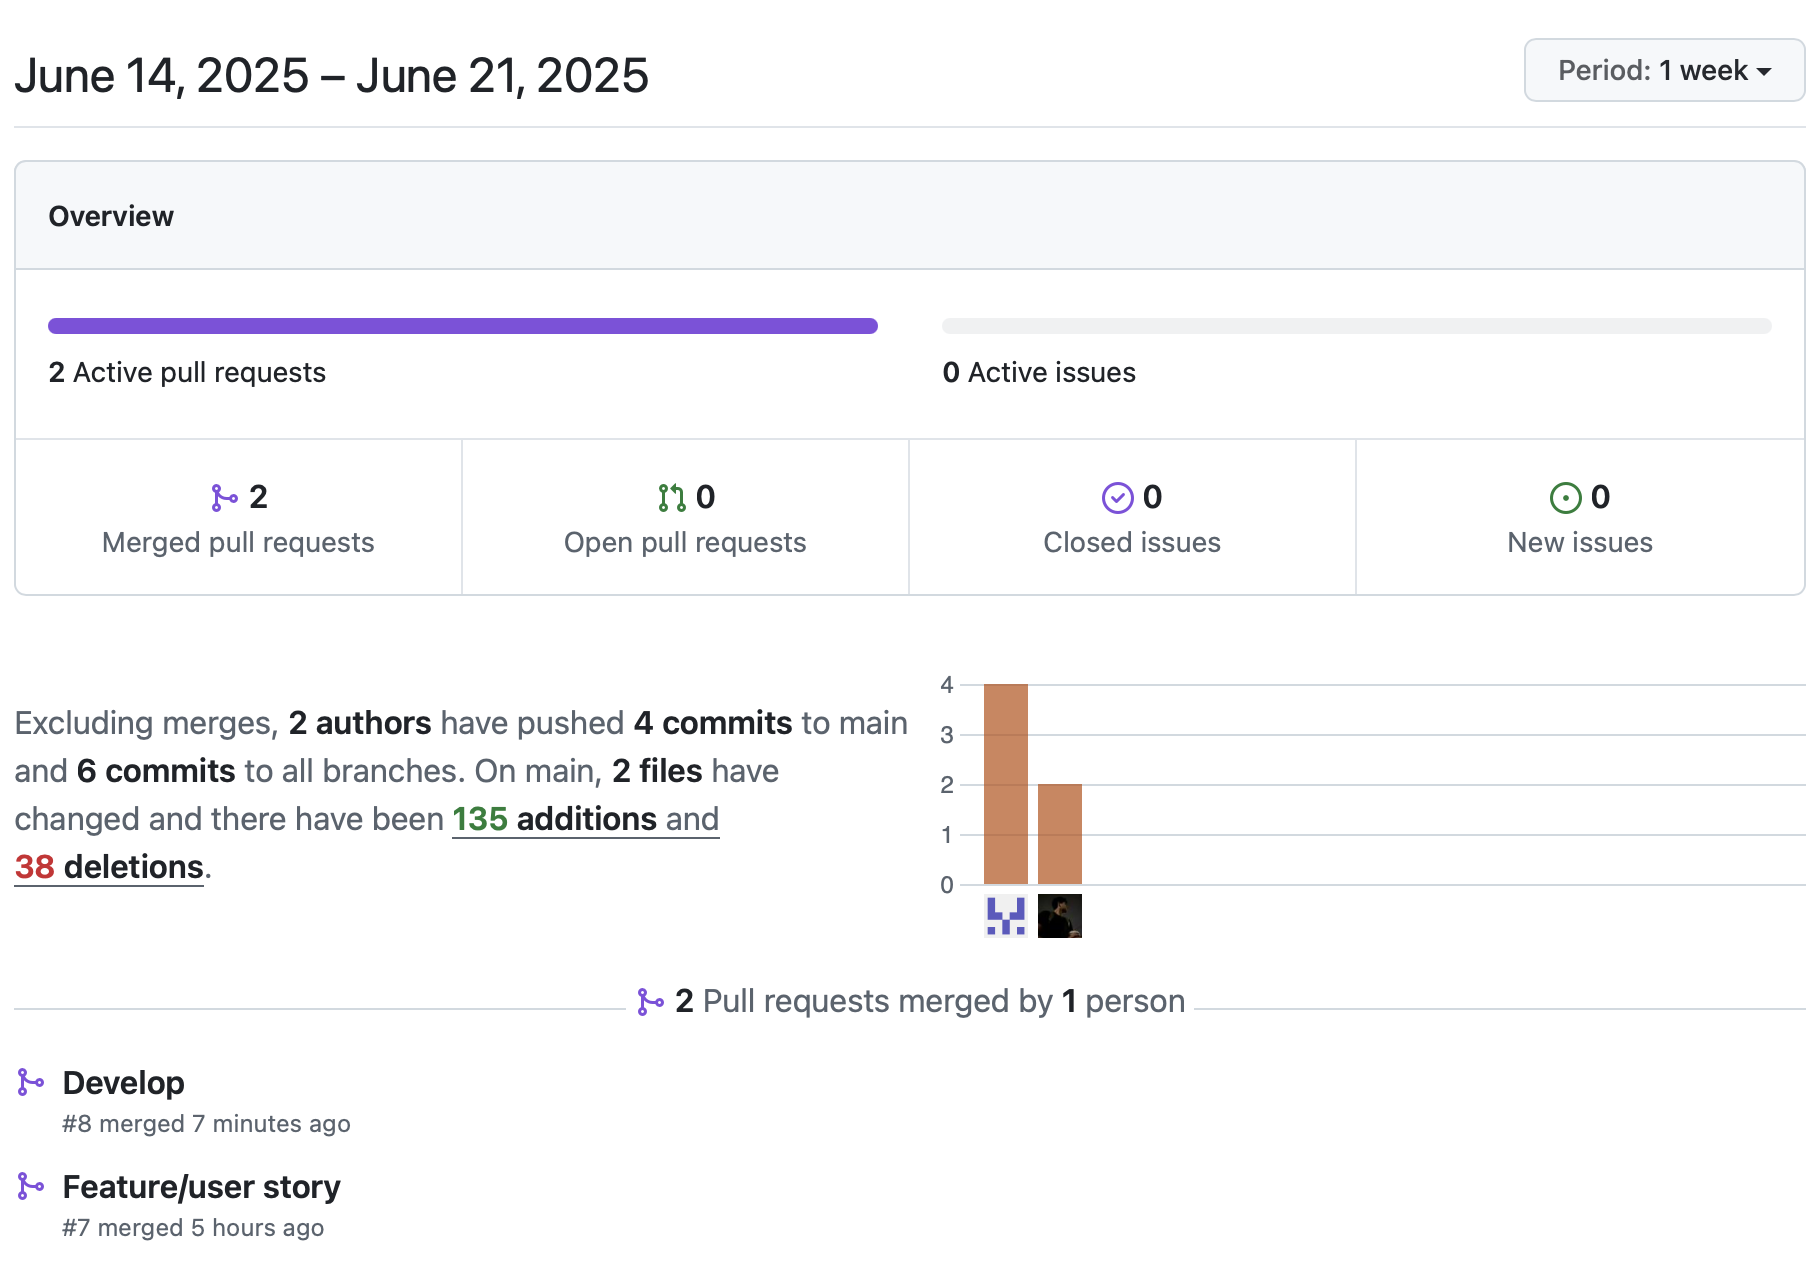 June 14, 2025 – June 21, 2025
Period: 1 week
Overview
2 Active pull requests
0 Active issues
2
Merged pull requests
0
Open pull requests
0
Closed issues
0
New issues
Excluding merges, 2 authors have pushed 4 commits to main
and 6 commits to all branches. On main, 2 files have
changed and there have been 135 additions and
38 deletions.
4
3
2
1
0
2 Pull requests merged by 1 person
Develop
#8 merged 7 minutes ago
Feature/user story
#7 merged 5 hours ago